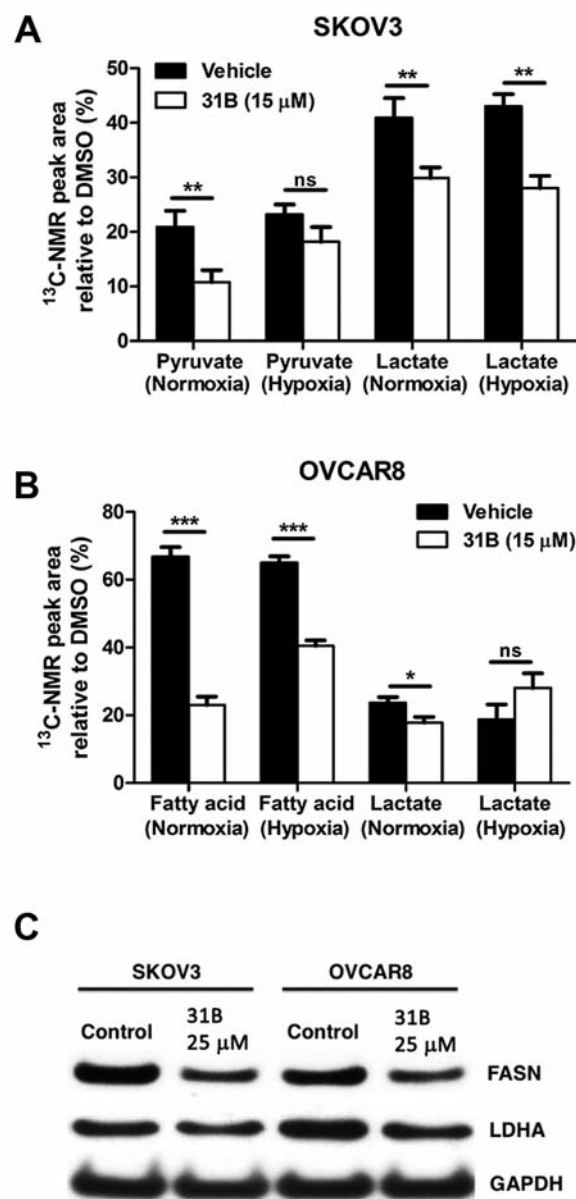 A
SKOV3
¹³C-NMR peak area
relative to DMSO (%)
50
40
30
20
10
0
Vehicle
31B (15 μM)
**
ns
**
**
Pyruvate
(Normoxia)
Pyruvate
(Hypoxia)
Lactate
(Normoxia)
Lactate
(Hypoxia)
B
OVCAR8
¹³C-NMR peak area
relative to DMSO (%)
80
60
40
20
0
Vehicle
31B (15 μM)
***
***
*
ns
Fatty acid
(Normoxia)
Fatty acid
(Hypoxia)
Lactate
(Normoxia)
Lactate
(Hypoxia)
C
SKOV3 OVCAR8
Control 31B
25 μM Control 31B
25 μM
FASN
LDHA
GAPDH